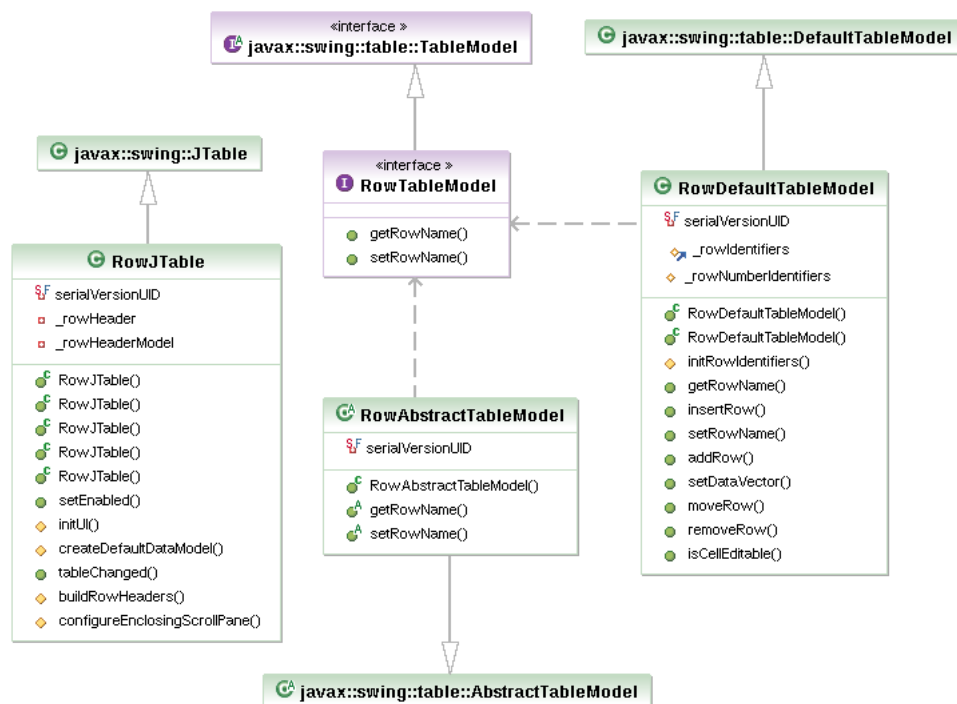 «interface »
javax::swing::table::TableModel
javax::swing::table::DefaultTableModel
javax::swing::JTable
«interface »
RowTableModel
getRowName()
setRowName()
RowDefaultTableModel
serialVersionUID
_rowIdentifiers
_rowNumberIdentifiers
RowDefaultTableModel()
RowDefaultTableModel()
initRowIdentifiers()
getRowName()
insertRow()
setRowName()
addRow()
setDataVector()
moveRow()
removeRow()
isCellEditable()
RowJTable
serialVersionUID
_rowHeader
_rowHeaderModel
RowJTable()
RowJTable()
RowJTable()
RowJTable()
RowJTable()
setEnabled()
initUI()
createDefaultDataModel()
tableChanged()
buildRowHeaders()
configureEnclosingScrollPane()
RowAbstractTableModel
serialVersionUID
RowAbstractTableModel()
getRowName()
setRowName()
javax::swing::table::AbstractTableModel